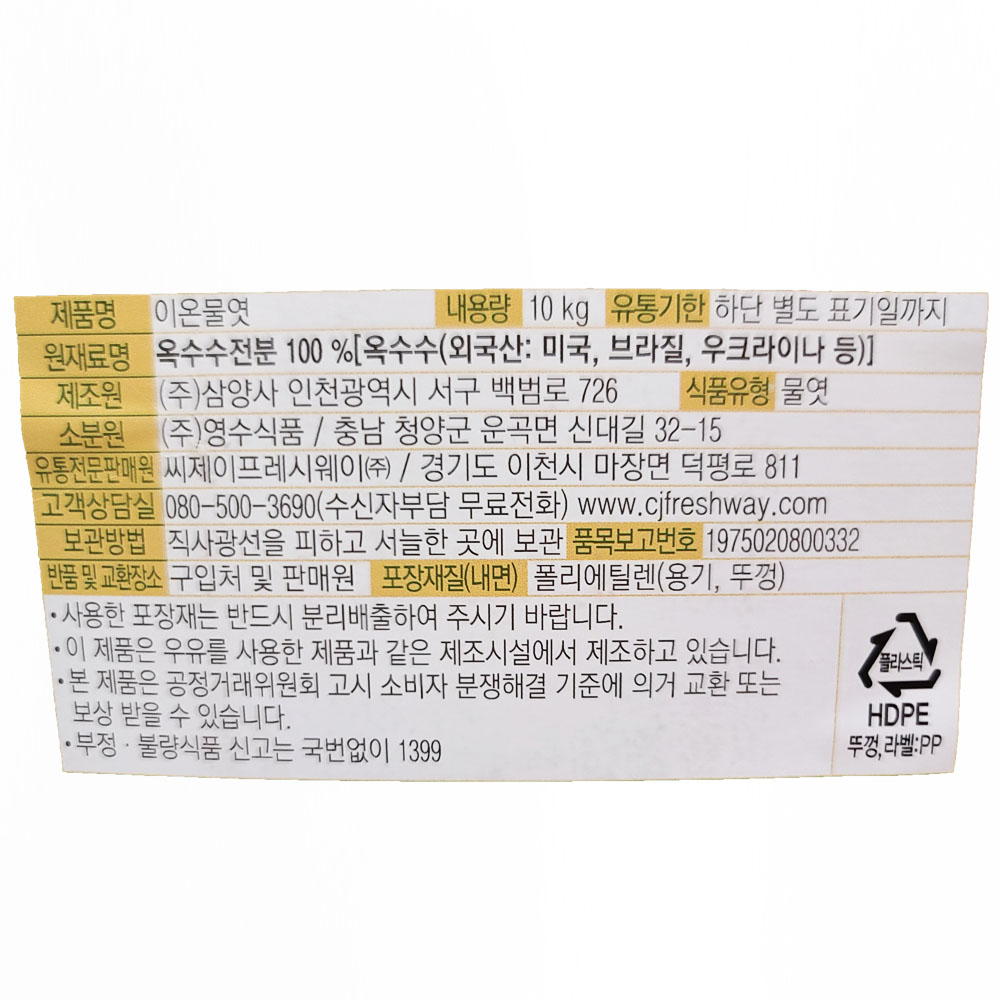 제품명 이온물엿 내용량 10 kg 유통기한 하단 별도 표기일까지
원재료명 옥수수전분 100 %[옥수수(외국산: 미국, 브라질, 우크라이나 등)]
제조원 (주)삼양사 인천광역시 서구 백범로 726 식품유형 물엿
소분원 (주)영수식품 / 충남 청양군 운곡면 신대길 32-15
유통전문판매원 씨제이프레시웨이㈜ / 경기도 이천시 마장면 덕평로 811
고객상담실 080-500-3690(수신자부담 무료전화) www.cjfreshway.com
보관방법 직사광선을 피하고 서늘한 곳에 보관 품목보고번호 1975020800332
반품 및 교환장소 구입처 및 판매원 포장재질(내면) 폴리에틸렌(용기, 뚜껑)
•사용한 포장재는 반드시 분리배출하여 주시기 바랍니다.
•이 제품은 우유를 사용한 제품과 같은 제조시설에서 제조하고 있습니다.
•본 제품은 공정거래위원회 고시 소비자 분쟁해결 기준에 의거 교환 또는
보상 받을 수 있습니다.
•부정·불량식품 신고는 국번없이 1399
플라스틱
HDPE
뚜껑,라벨:PP